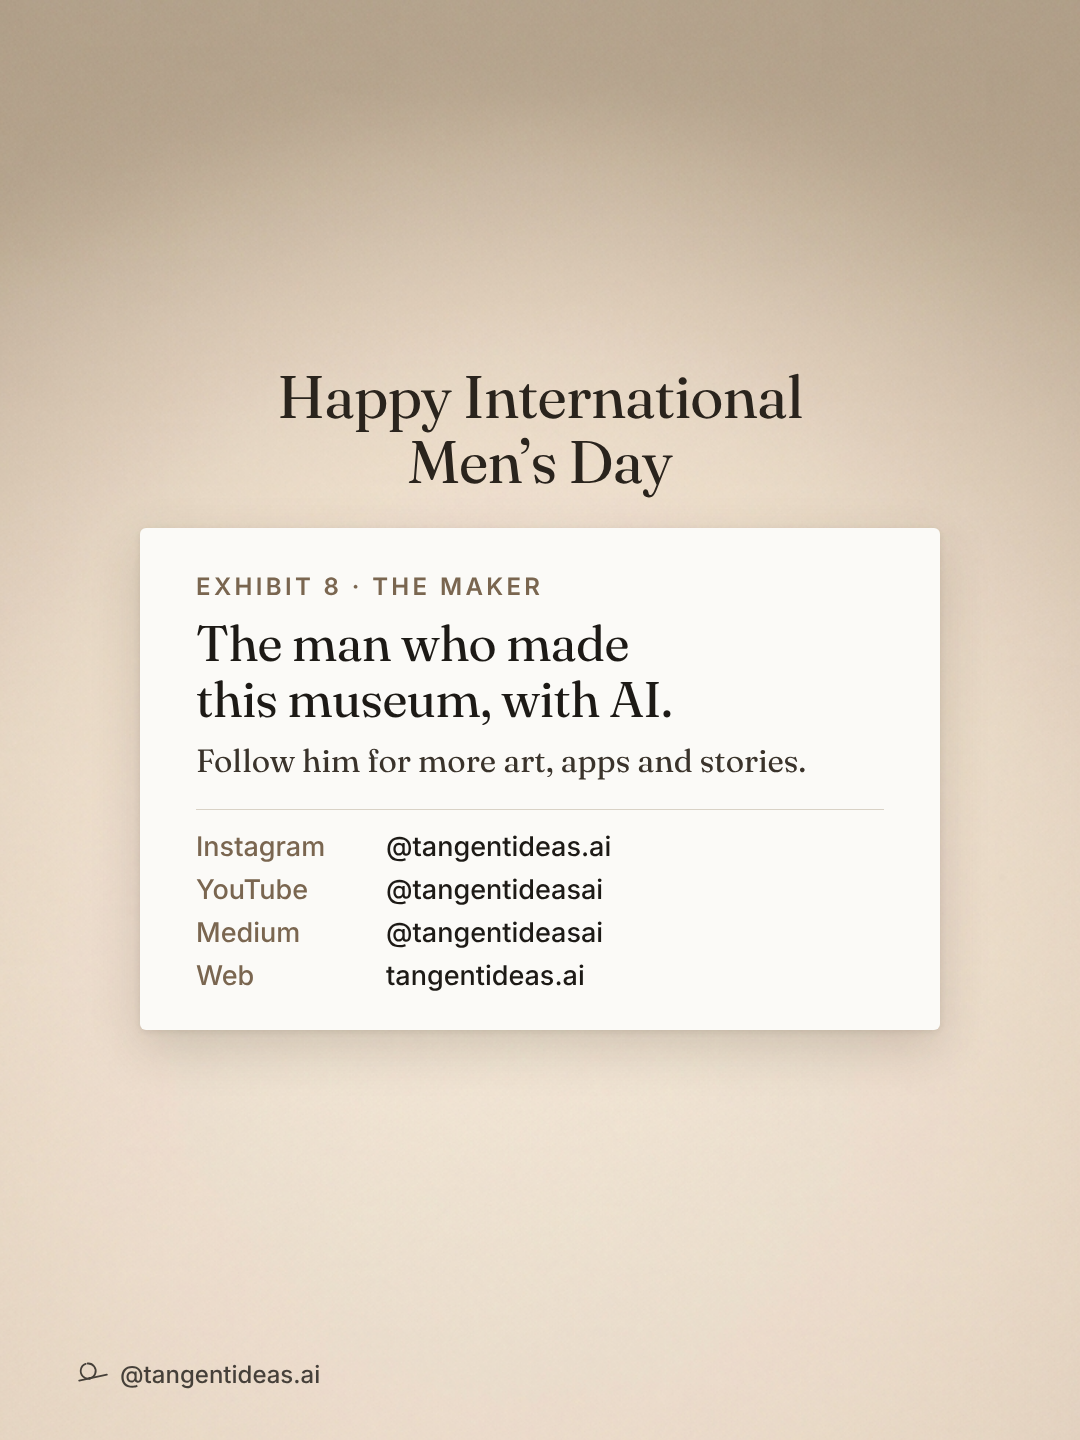 Happy International
Men’s Day
EXHIBIT 8 · THE MAKER
The man who made
this museum, with AI.
Follow him for more art, apps and stories.
Instagram @tangentideas.ai
YouTube @tangentideasai
Medium @tangentideasai
Web tangentideas.ai
@tangentideas.ai